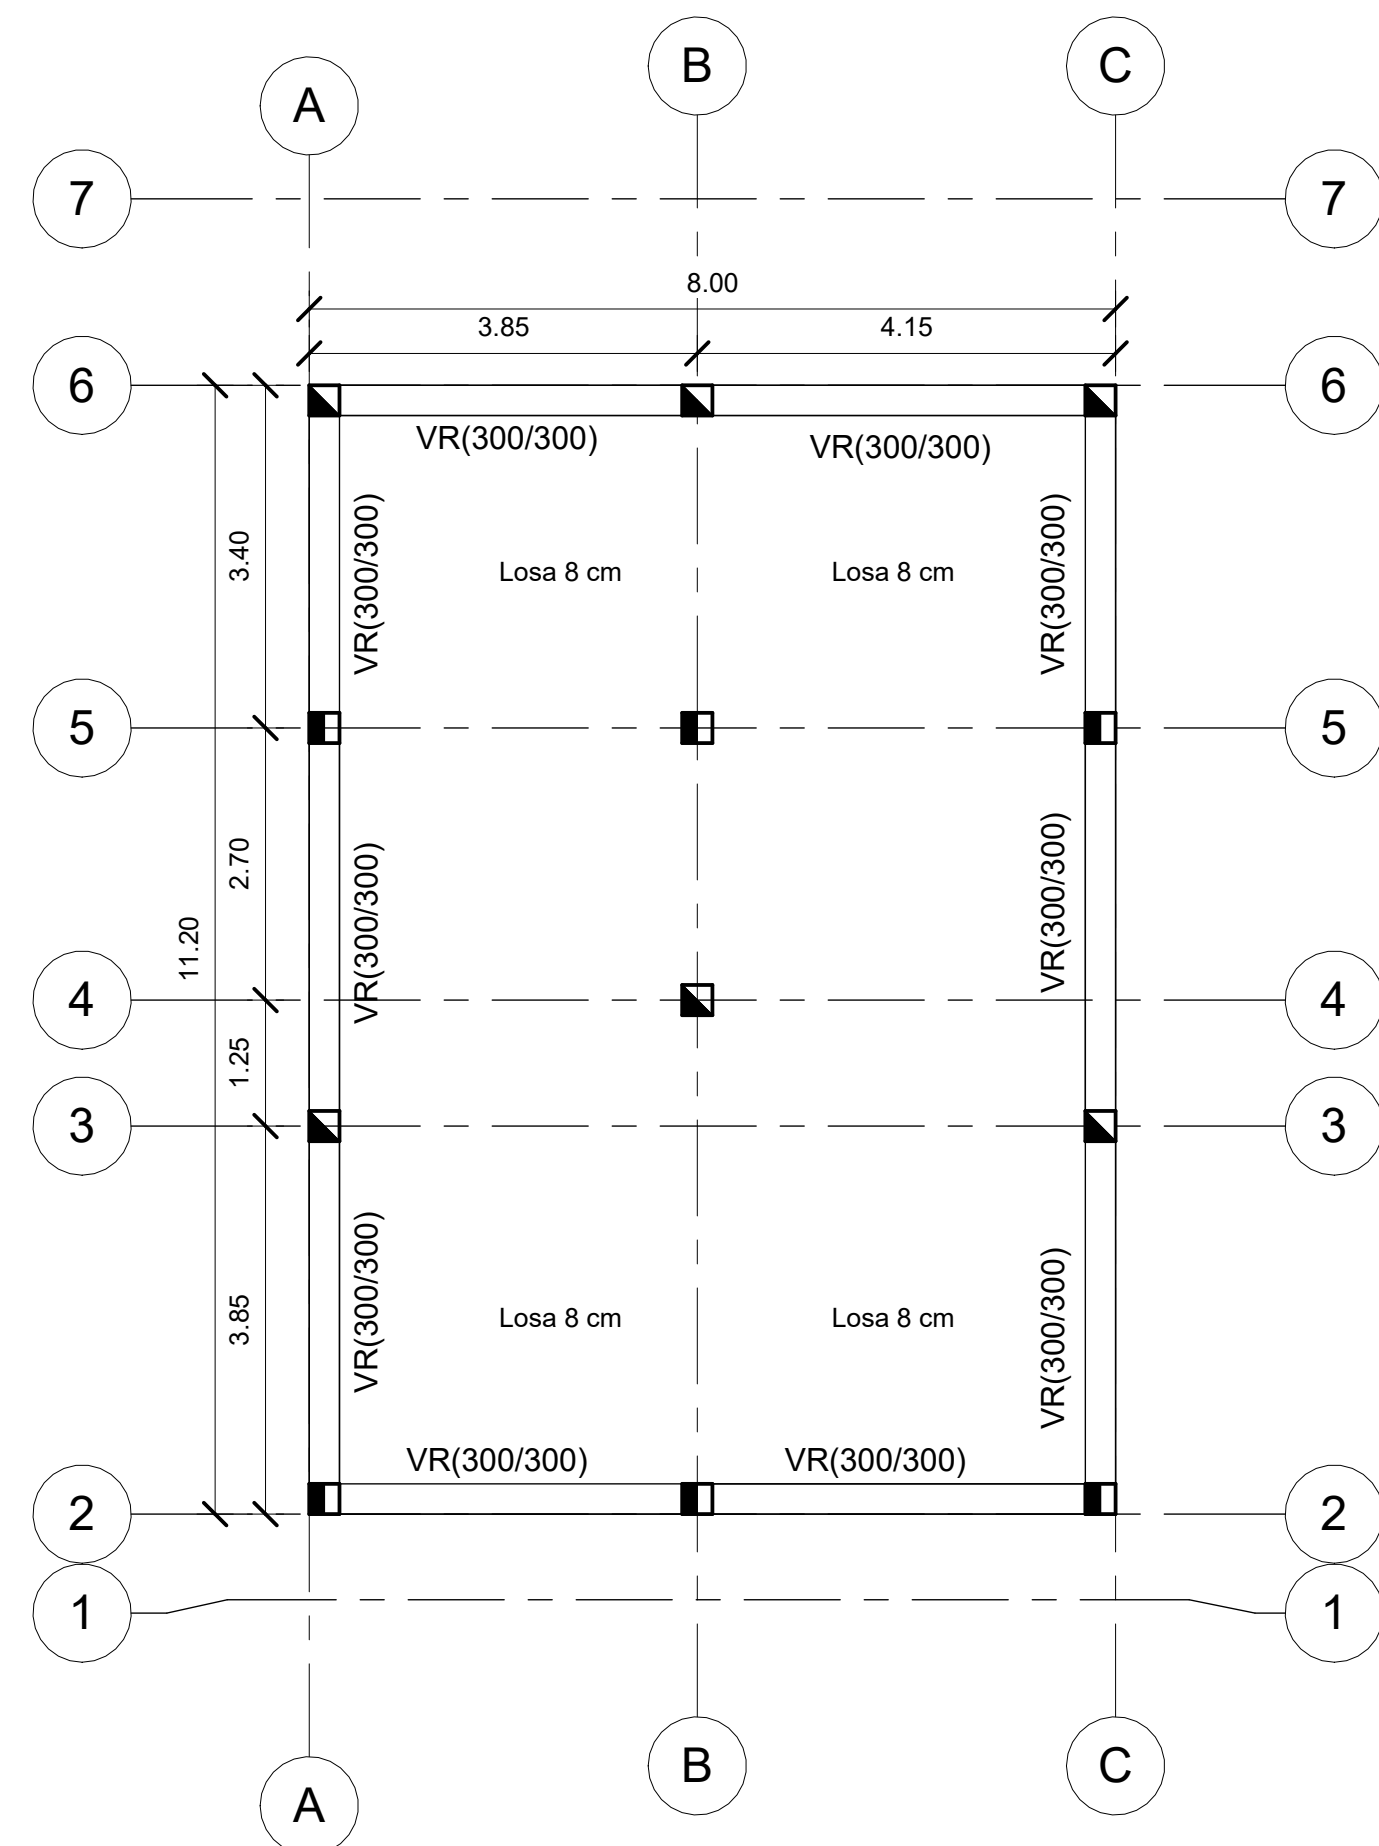 B
C
A
7
7
8.00
3.85
4.15
6
6
VR(300/300)
VR(300/300)
VR(300/300)
VR(300/300)
3.40
Losa 8 cm
Losa 8 cm
5
5
2.70
VR(300/300)
VR(300/300)
11.20
4
4
1.25
3
3
VR(300/300)
VR(300/300)
3.85
Losa 8 cm
Losa 8 cm
VR(300/300)
VR(300/300)
2
2
1
1
B
C
A